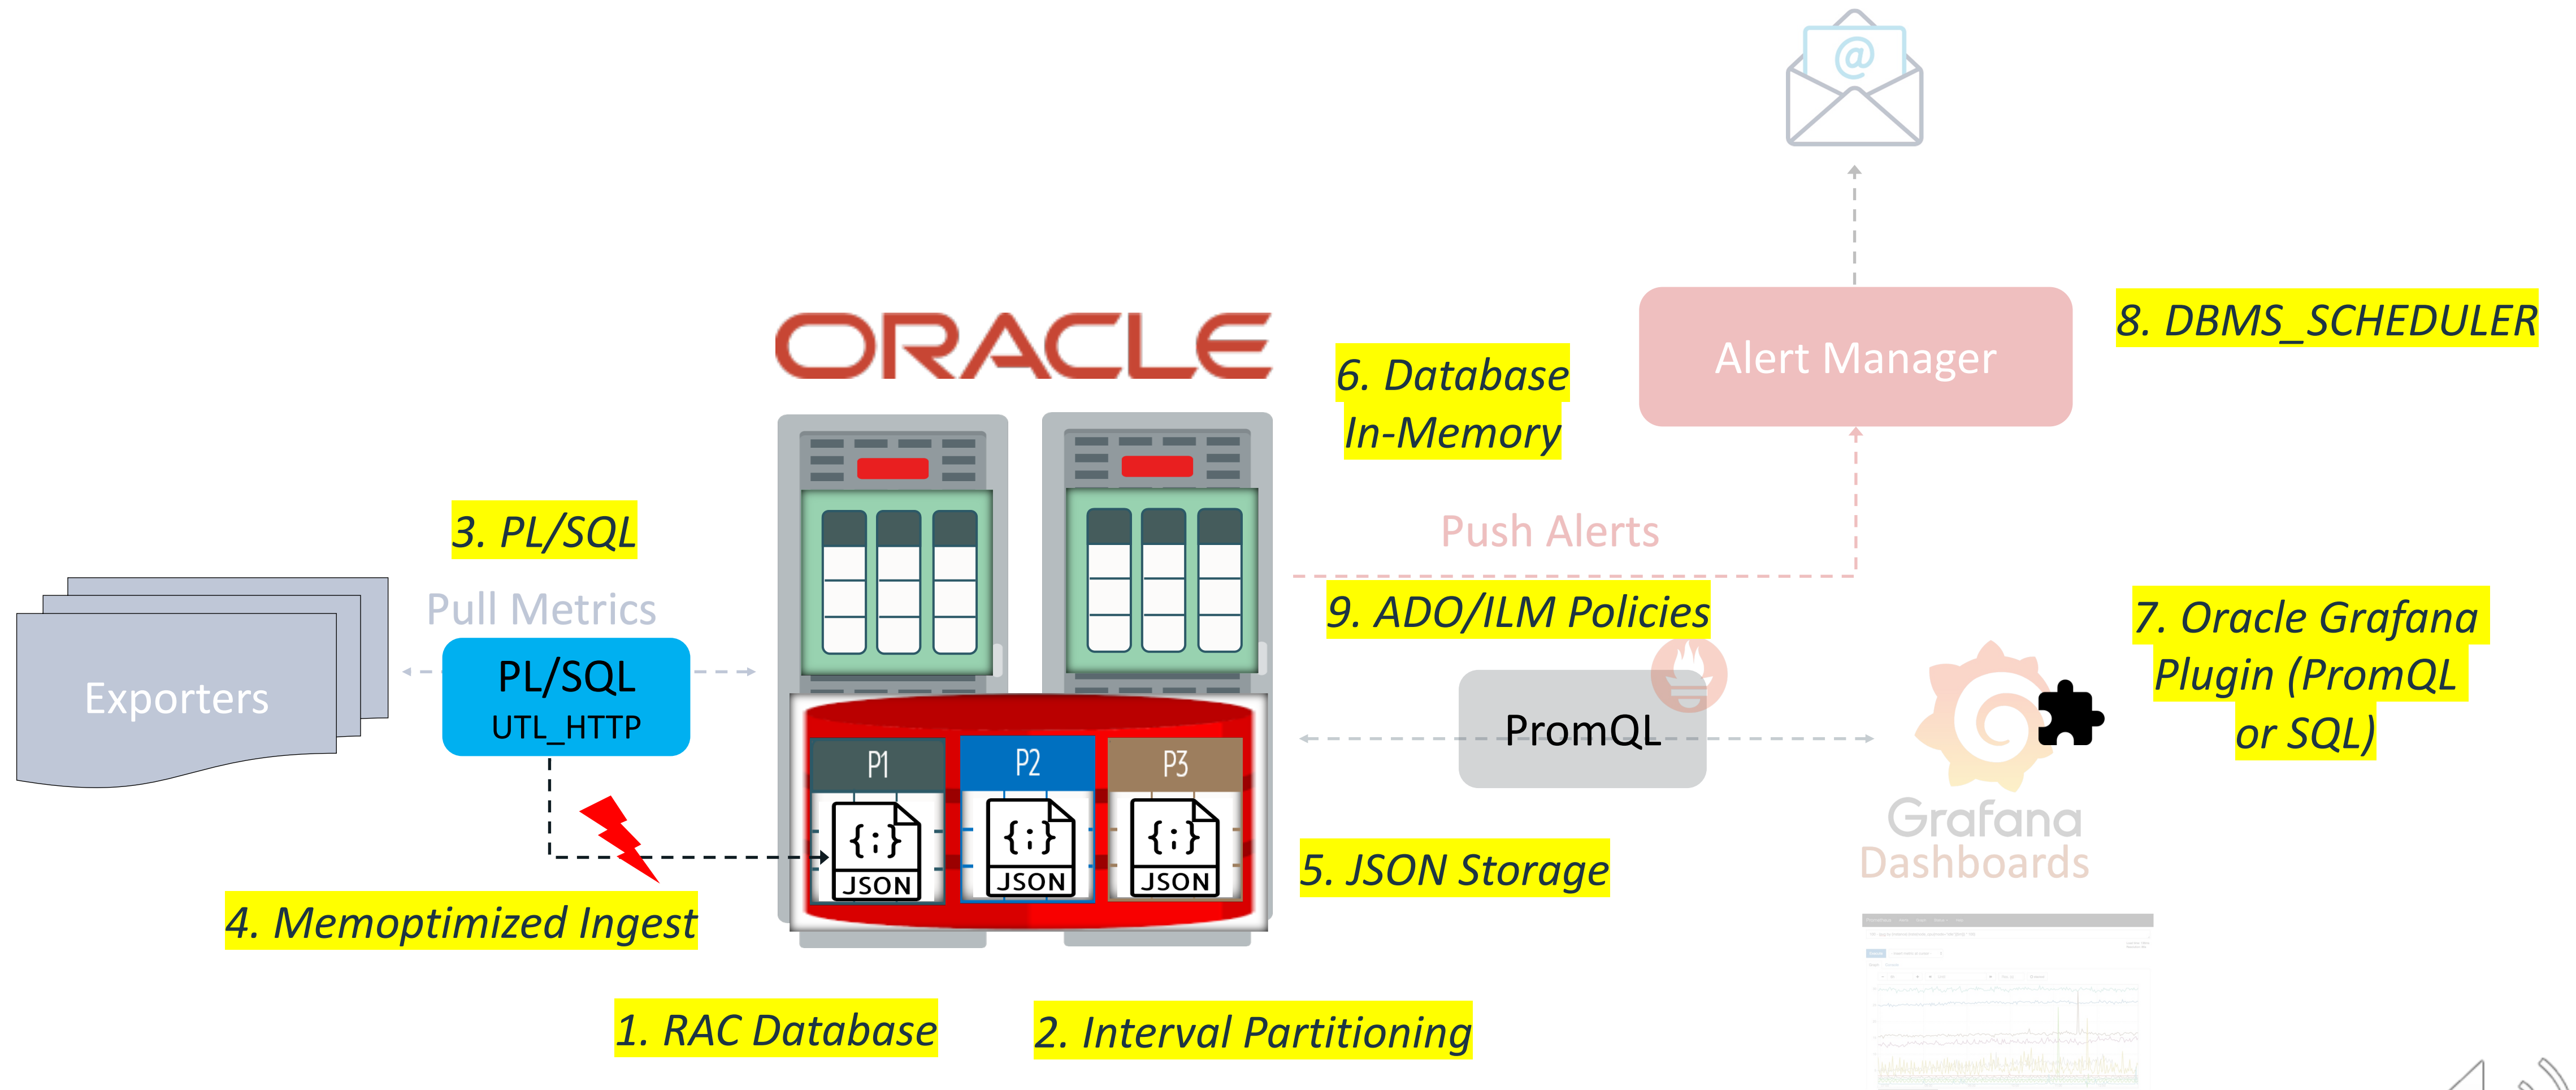 @
ORACLE
Alert Manager
8. DBMS_SCHEDULER
6. Database
In-Memory
3. PL/SQL
Push Alerts
Pull Metrics
9. ADO/ILM Policies
7. Oracle Grafana
Plugin (PromQL
or SQL)
Exporters
PL/SQL
UTL_HTTP
PromQL
P1
P2
P3
{;}
JSON
{;}
JSON
{;}
JSON
Grafana
Dashboards
5. JSON Storage
4. Memoptimized Ingest
1. RAC Database
2. Interval Partitioning